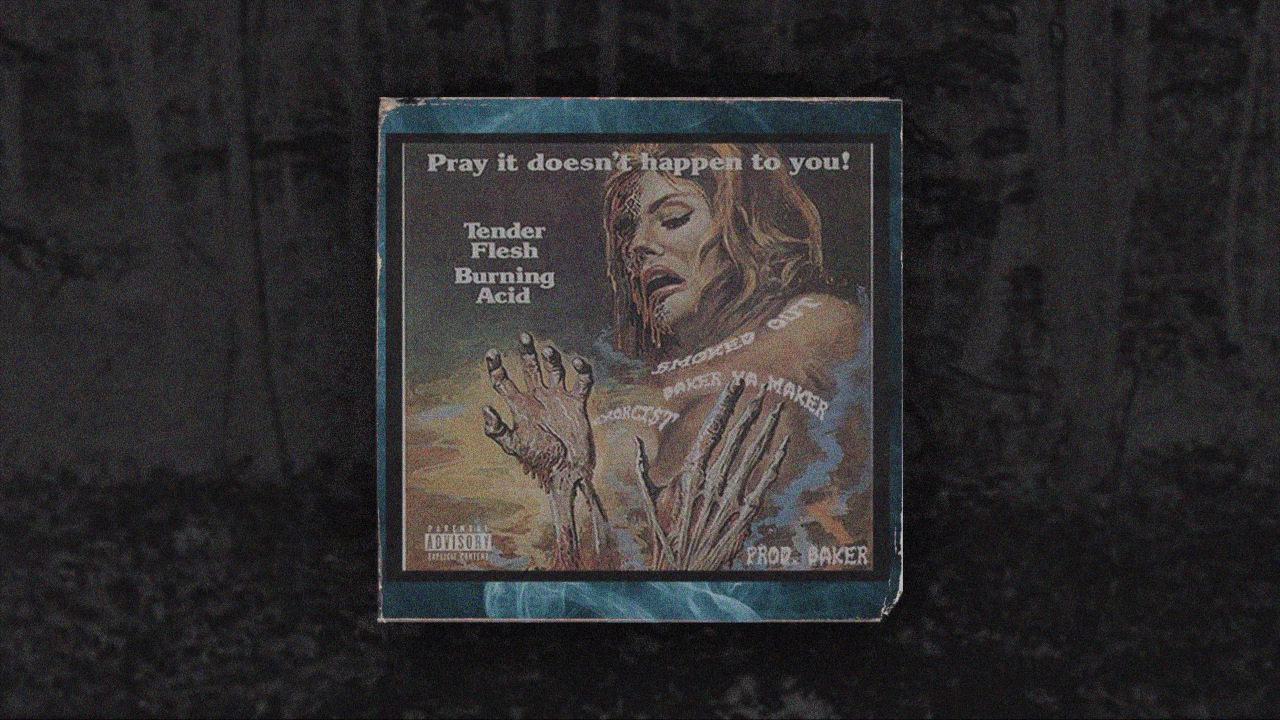 Pray it doesn't happen to you!
Tender
Flesh
Burning
Acid
SMOKED OUT
BAKER YA MAKER
EXORCIST
PARENTAL
ADVISORY
EXPLICIT CONTENT
PROD. BAKER